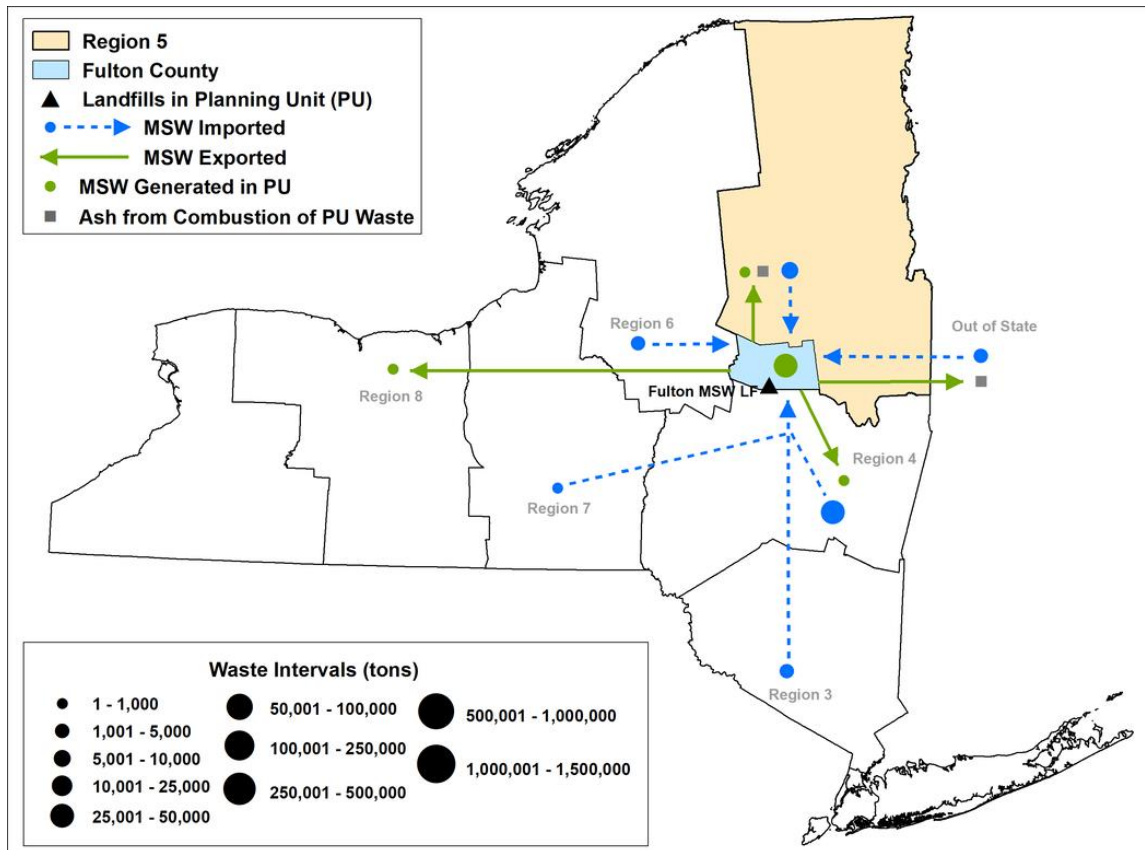 Region 5
Fulton County
Landfills in Planning Unit (PU)
MSW Imported
MSW Exported
MSW Generated in PU
Ash from Combustion of PU Waste
Region 6
Out of State
Region 8
Fulton MSW LF
Region 4
Region 7
Region 3
Waste Intervals (tons)
1 - 1,000
1,001 - 5,000
5,001 - 10,000
10,001 - 25,000
25,001 - 50,000
50,001 - 100,000
100,001 - 250,000
250,001 - 500,000
500,001 - 1,000,000
1,000,001 - 1,500,000